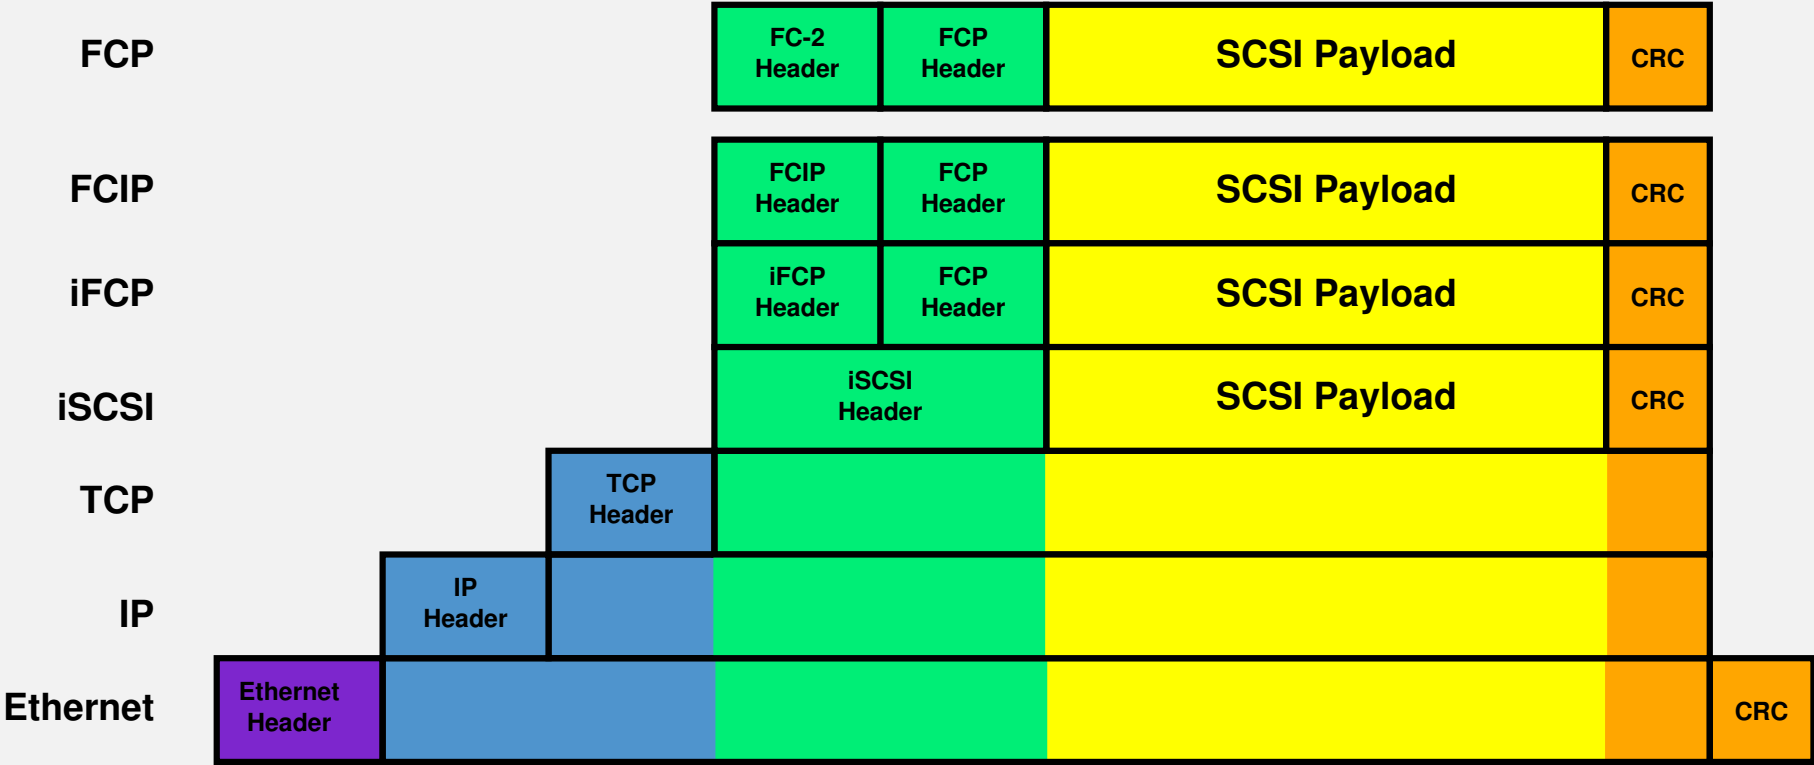 FCP
FC-2
Header
FCP
Header
SCSI Payload
CRC
FCIP
FCIP
Header
FCP
Header
SCSI Payload
CRC
iFCP
iFCP
Header
FCP
Header
SCSI Payload
CRC
iSCSI
iSCSI
Header
SCSI Payload
CRC
TCP
TCP
Header
IP
IP
Header
Ethernet
Ethernet
Header
CRC